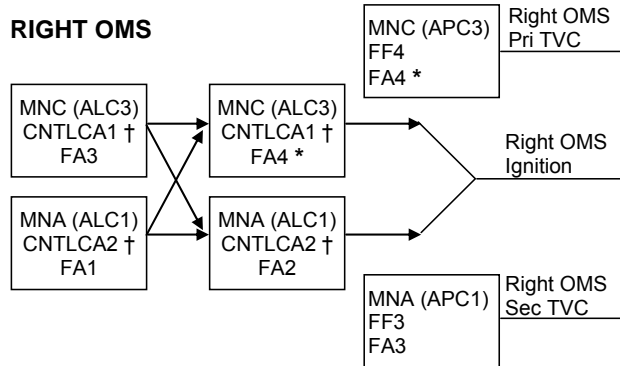 RIGHT OMS
MNC (APC3)
FF4
FA4 *
Right OMS
Pri TVC
MNC (ALC3)
CNTLCA1 †
FA3
MNC (ALC3)
CNTLCA1 †
FA4 *
Right OMS
Ignition
MNA (ALC1)
CNTLCA2 †
FA1
MNA (ALC1)
CNTLCA2 †
FA2
MNA (APC1)
FF3
FA3
Right OMS
Sec TVC